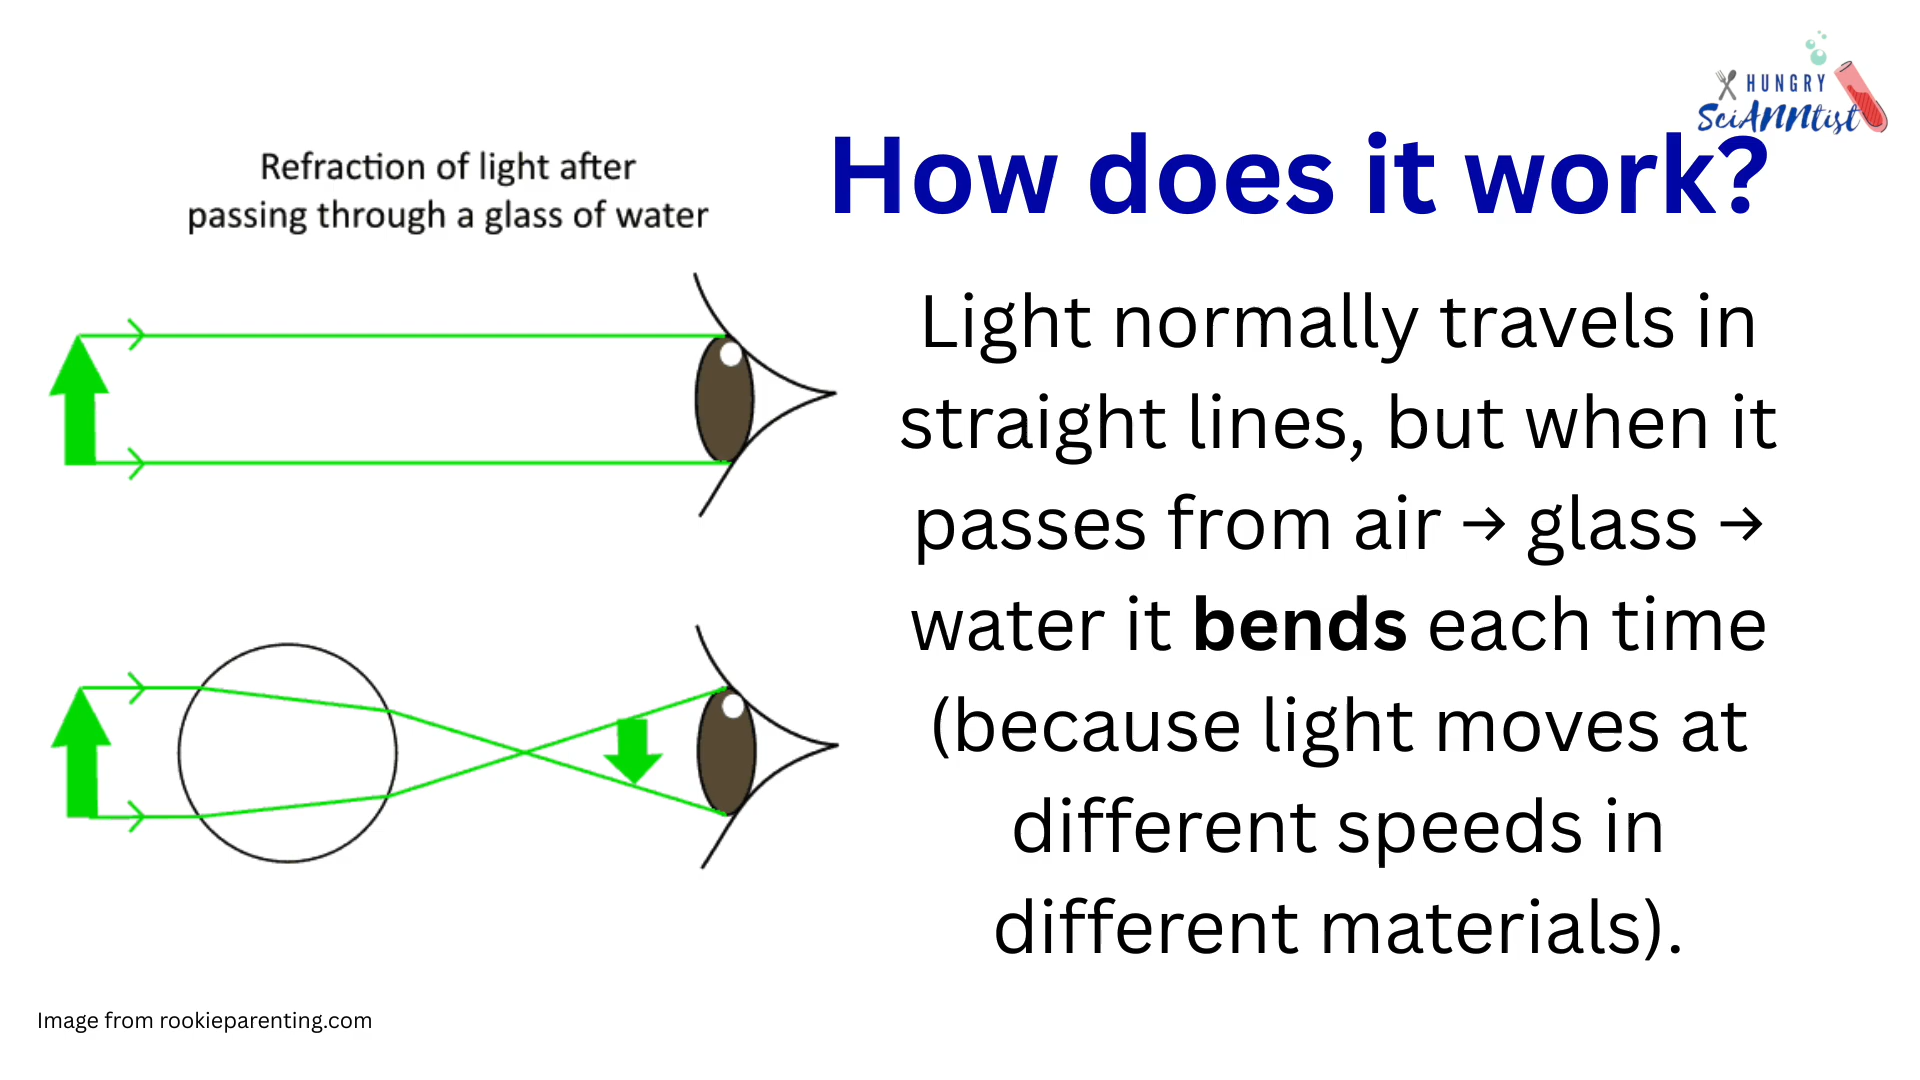 HUNGRY
SciANNtist
How does it work?
Refraction of light after
passing through a glass of water
Light normally travels in
straight lines, but when it
passes from air → glass →
water it bends each time
(because light moves at
different speeds in
different materials).
Image from rookieparenting.com